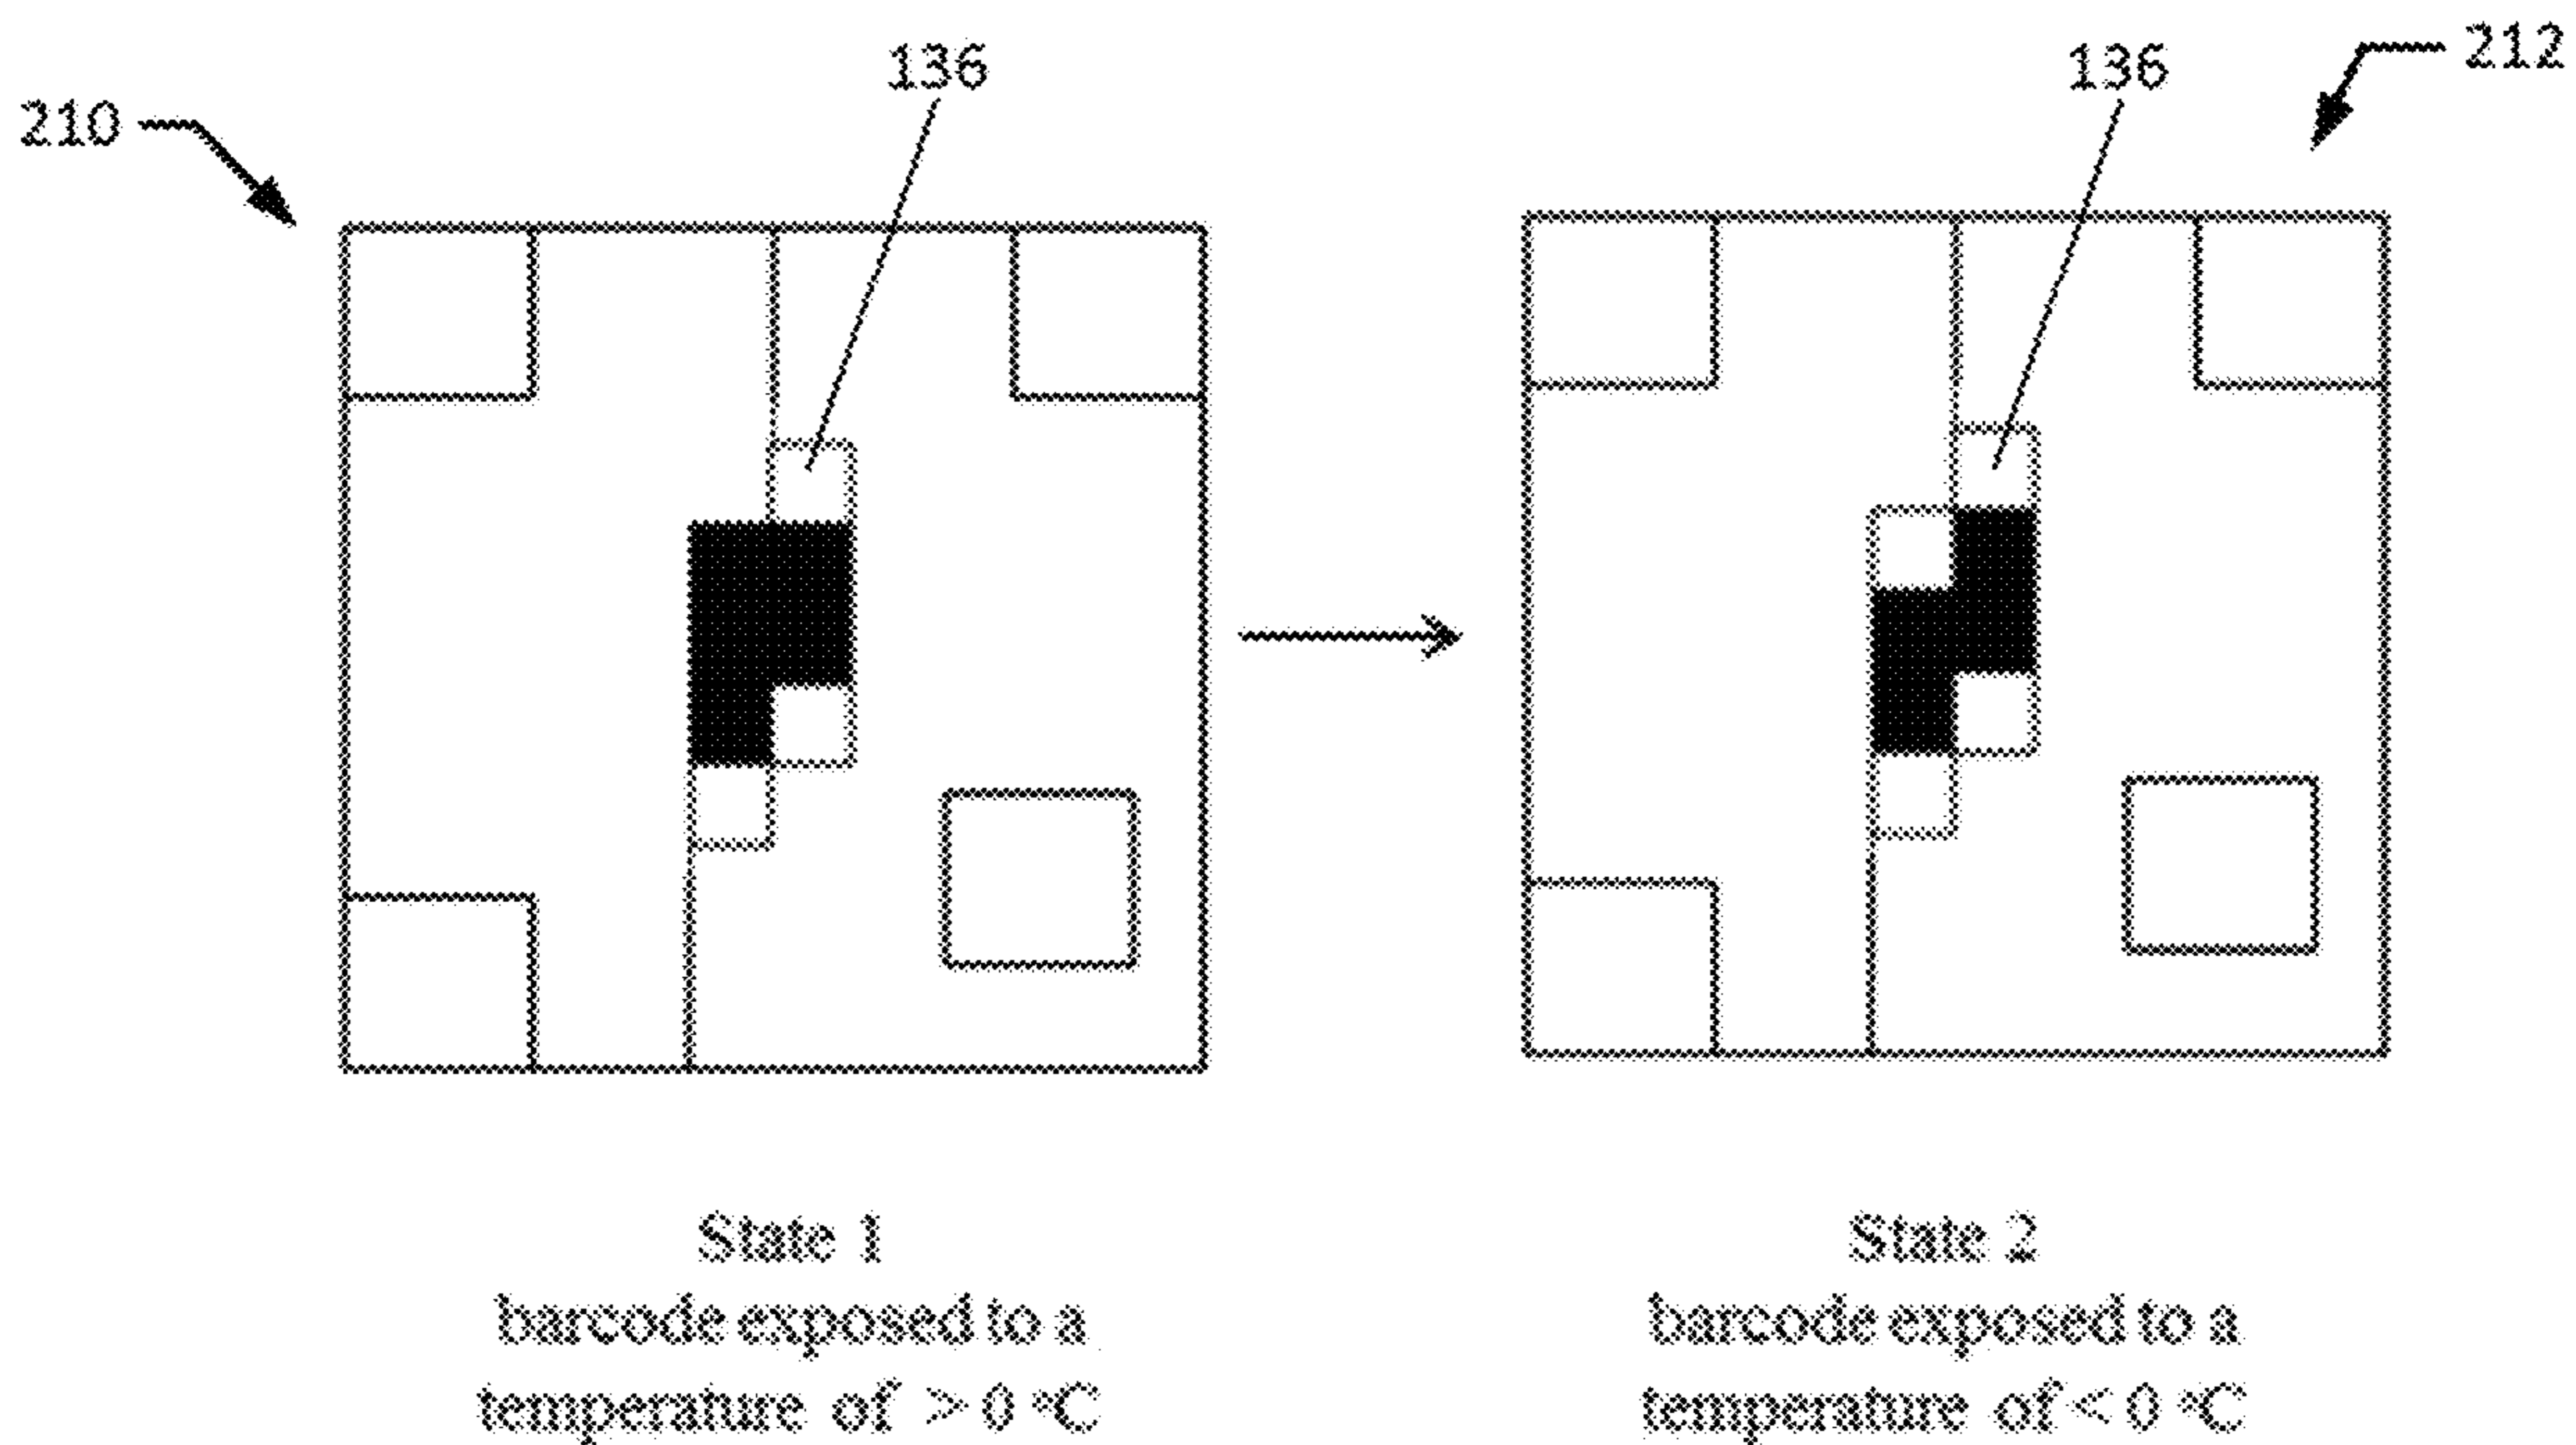 136
136
212
210
State 1
barcode exposed to a
temperature of > 0 °C
State 2
barcode exposed to a
temperature of < 0 °C